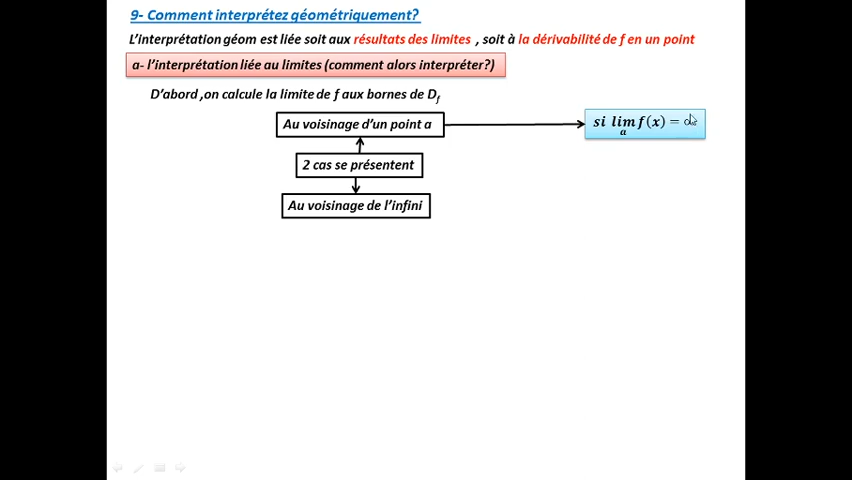 9- Comment interprétez géométriquement?
L'interprétation géom est liée soit aux résultats des limites , soit à la dérivabilité de f en un point
a- l'interprétation liée au limites (comment alors interpréter?)
D'abord ,on calcule la limite de f aux bornes de Df
Au voisinage d'un point a
si lim f(x) =
a
2 cas se présentent
Au voisinage de l'infini